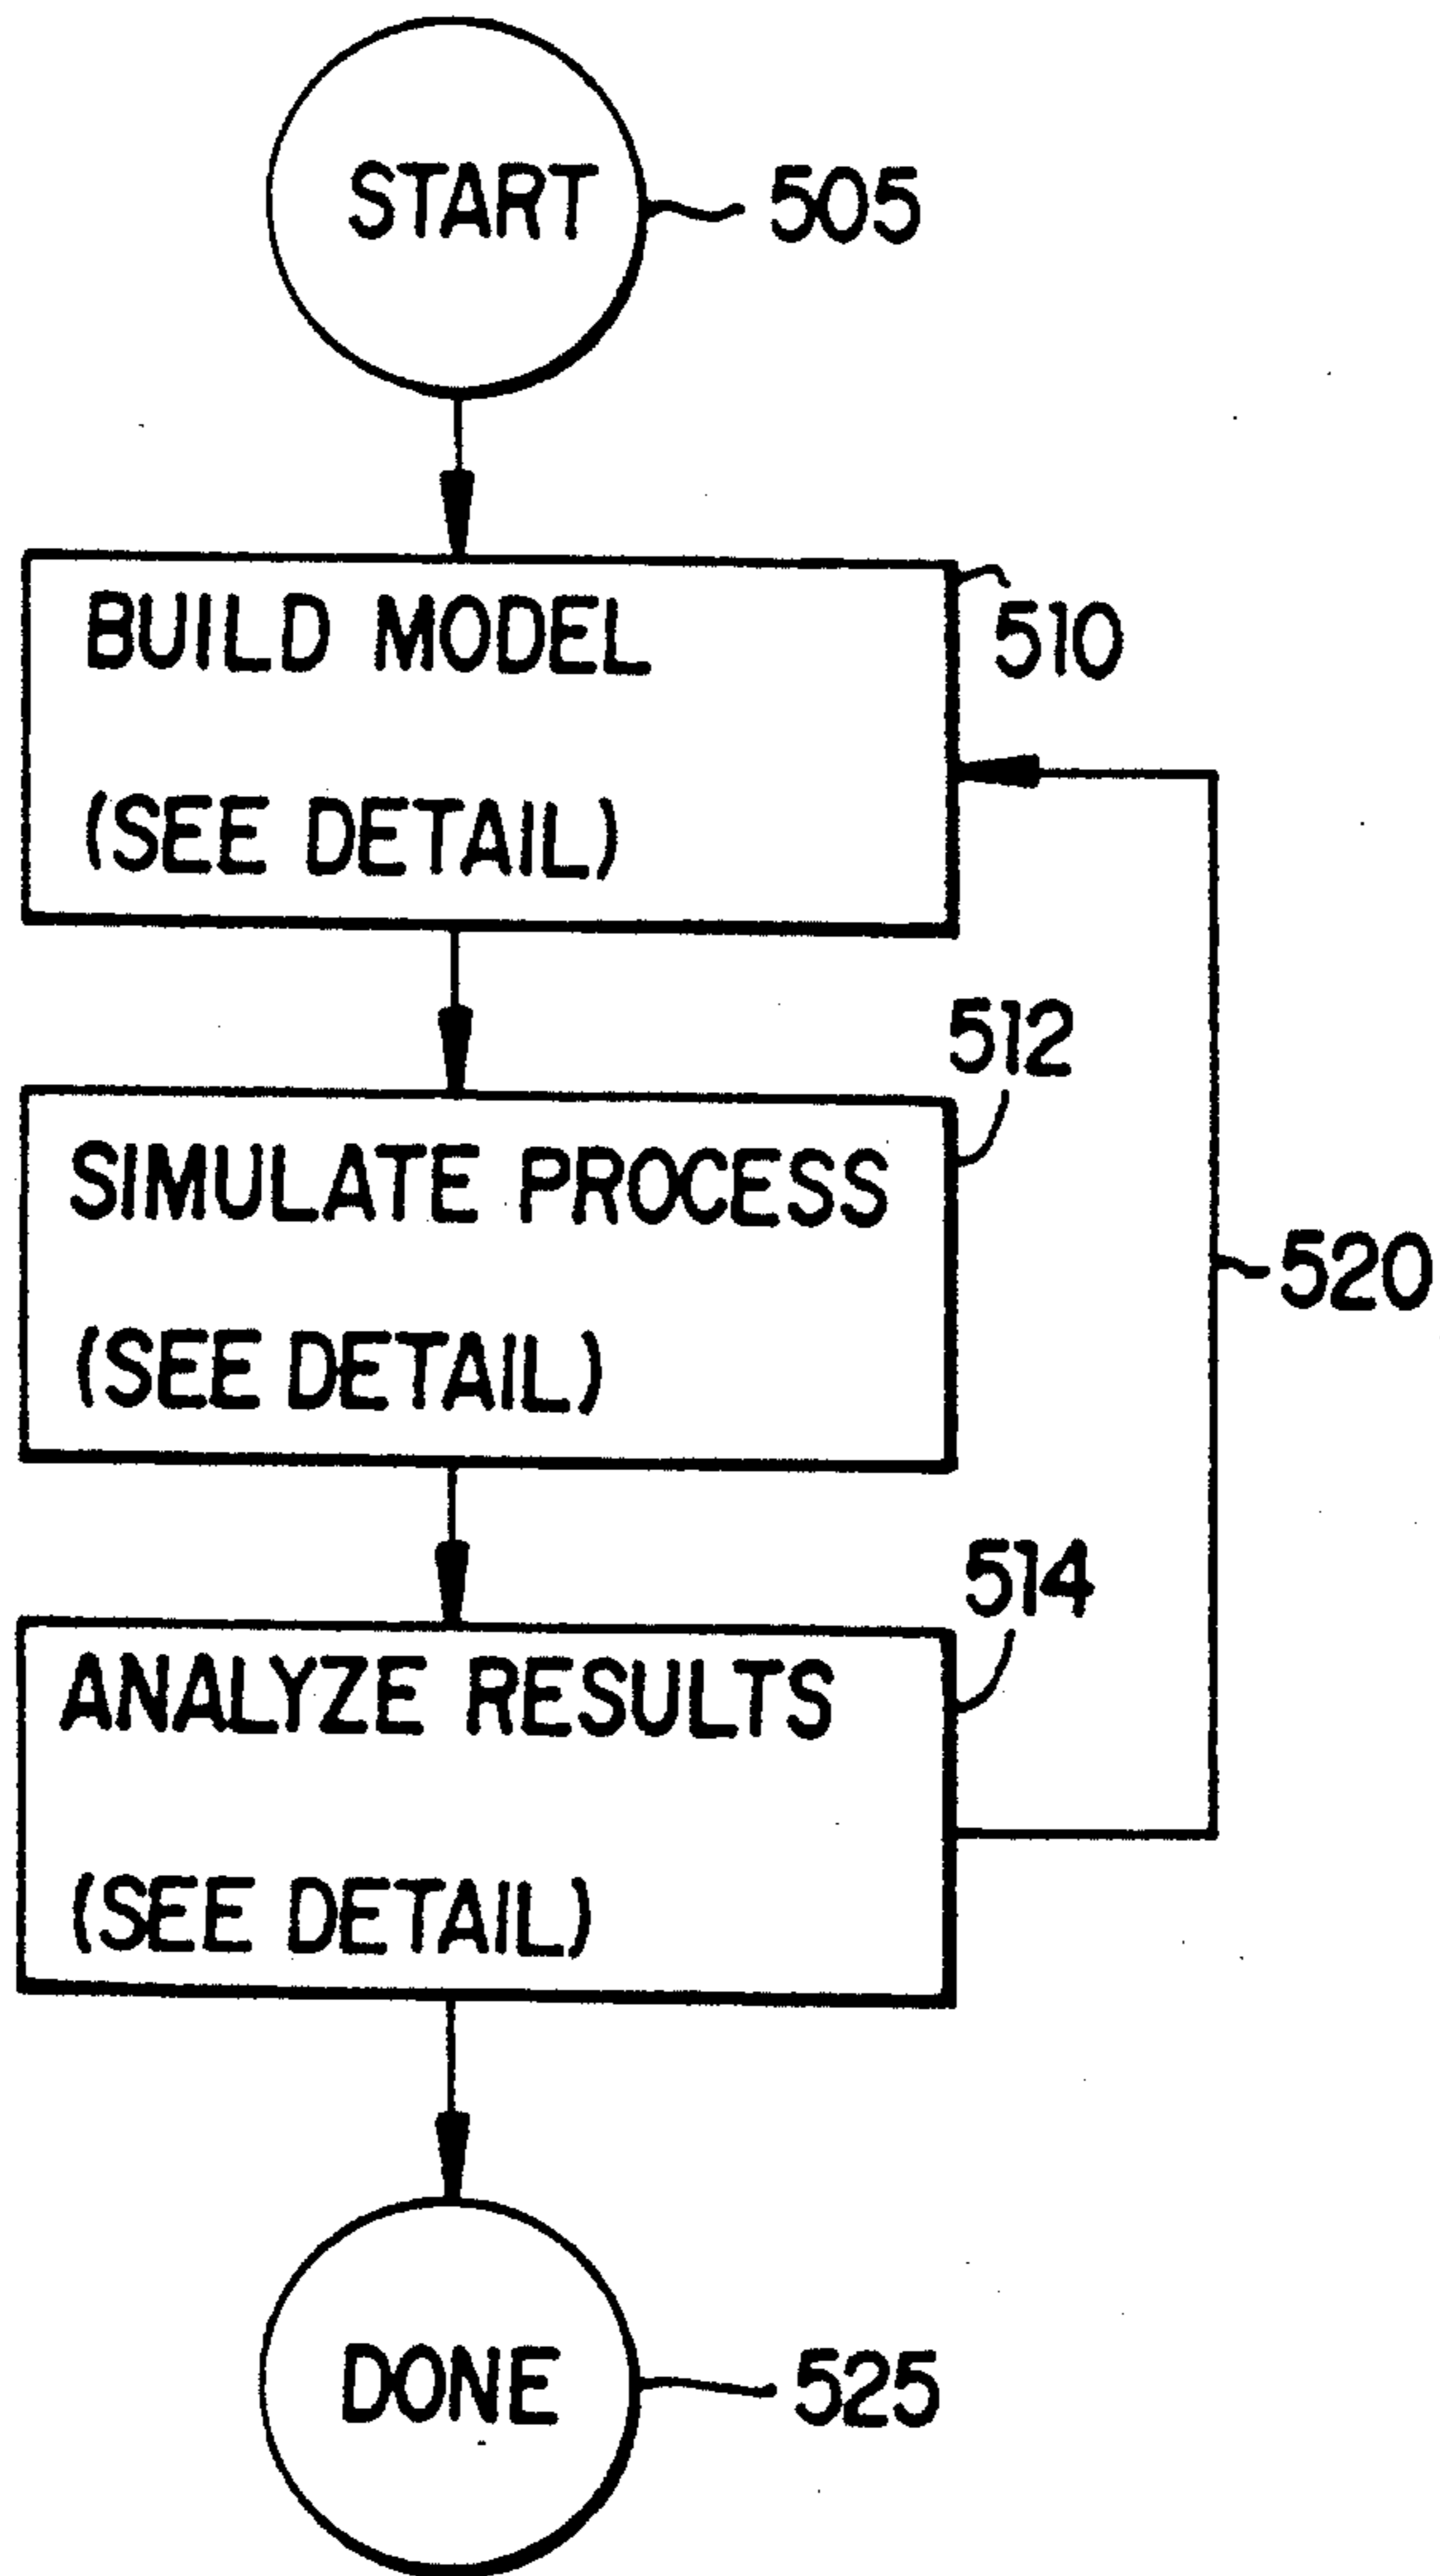 START
505
BUILD MODEL
510
(SEE DETAIL)
512
SIMULATE PROCESS
520
(SEE DETAIL)
514
ANALYZE RESULTS
(SEE DETAIL)
DONE
525